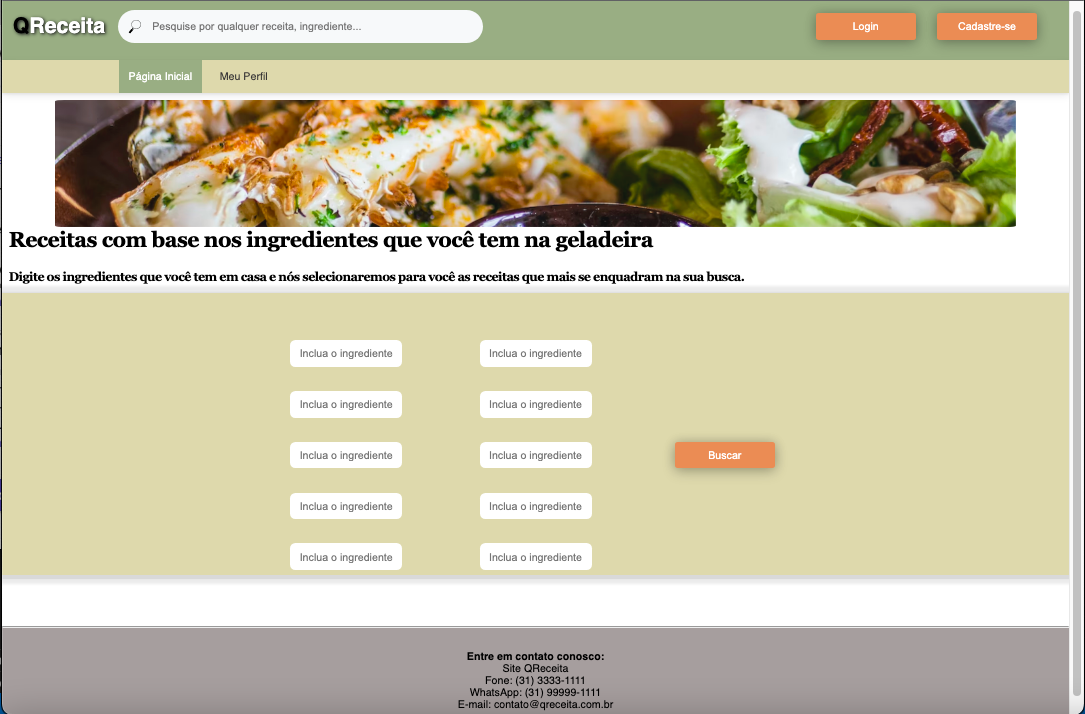 QReceita
Pesquise por qualquer receita, ingrediente...
Login
Cadastre-se
Página Inicial
Meu Perfil
Receitas com base nos ingredientes que você tem na geladeira
Digite os ingredientes que você tem em casa e nós selecionaremos para você as receitas que mais se enquadram na sua busca.
Inclua o ingrediente
Inclua o ingrediente
Inclua o ingrediente
Inclua o ingrediente
Inclua o ingrediente
Inclua o ingrediente
Buscar
Inclua o ingrediente
Inclua o ingrediente
Inclua o ingrediente
Inclua o ingrediente
Entre em contato conosco:
Site QReceita
Fone: (31) 3333-1111
WhatsApp: (31) 99999-1111
E-mail: contato@qreceita.com.br